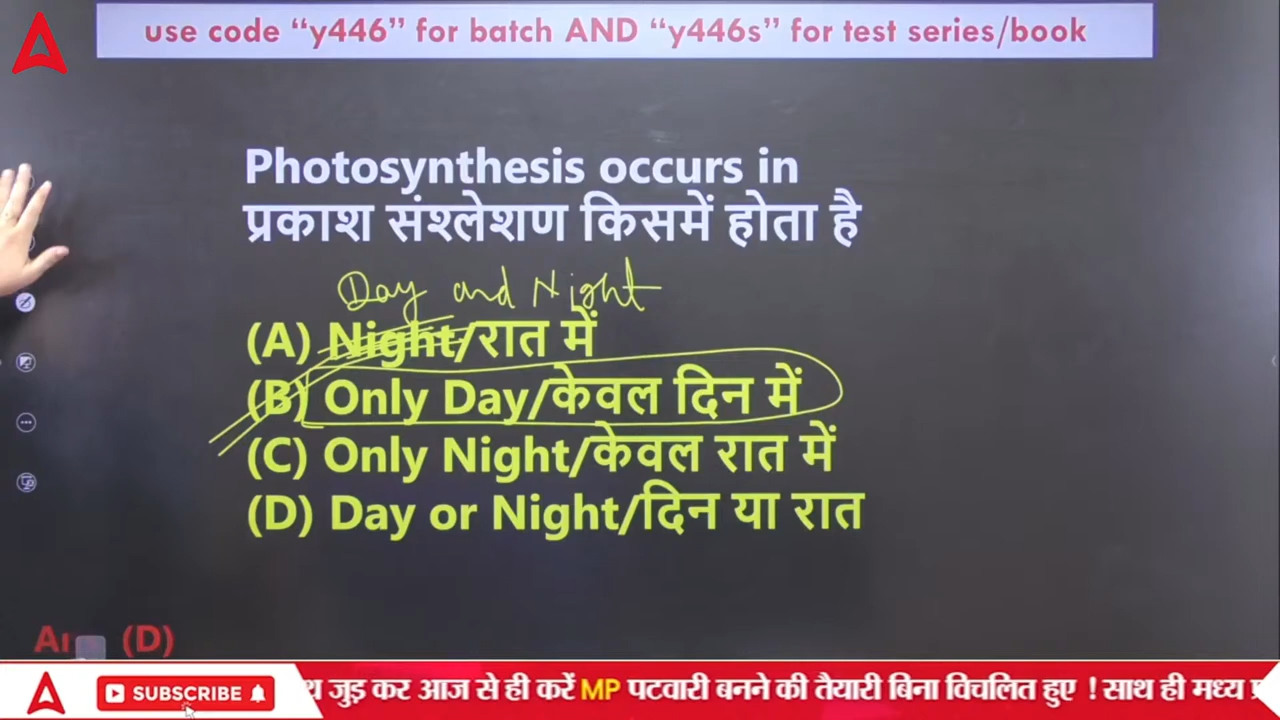 use code “y446” for batch AND “y446s” for test series/book
Photosynthesis occurs in
प्रकाश संश्लेशण किसमें होता है
Day and Night
(A) Night/रात में
(B) Only Day/केवल दिन में
(C) Only Night/केवल रात में
(D) Day or Night/दिन या रात
(D)
SUBSCRIBE
जुड़ कर आज से ही करें MP पटवारी बनने की तैयारी बिना विचलित हुए ! साथ ही मध्य